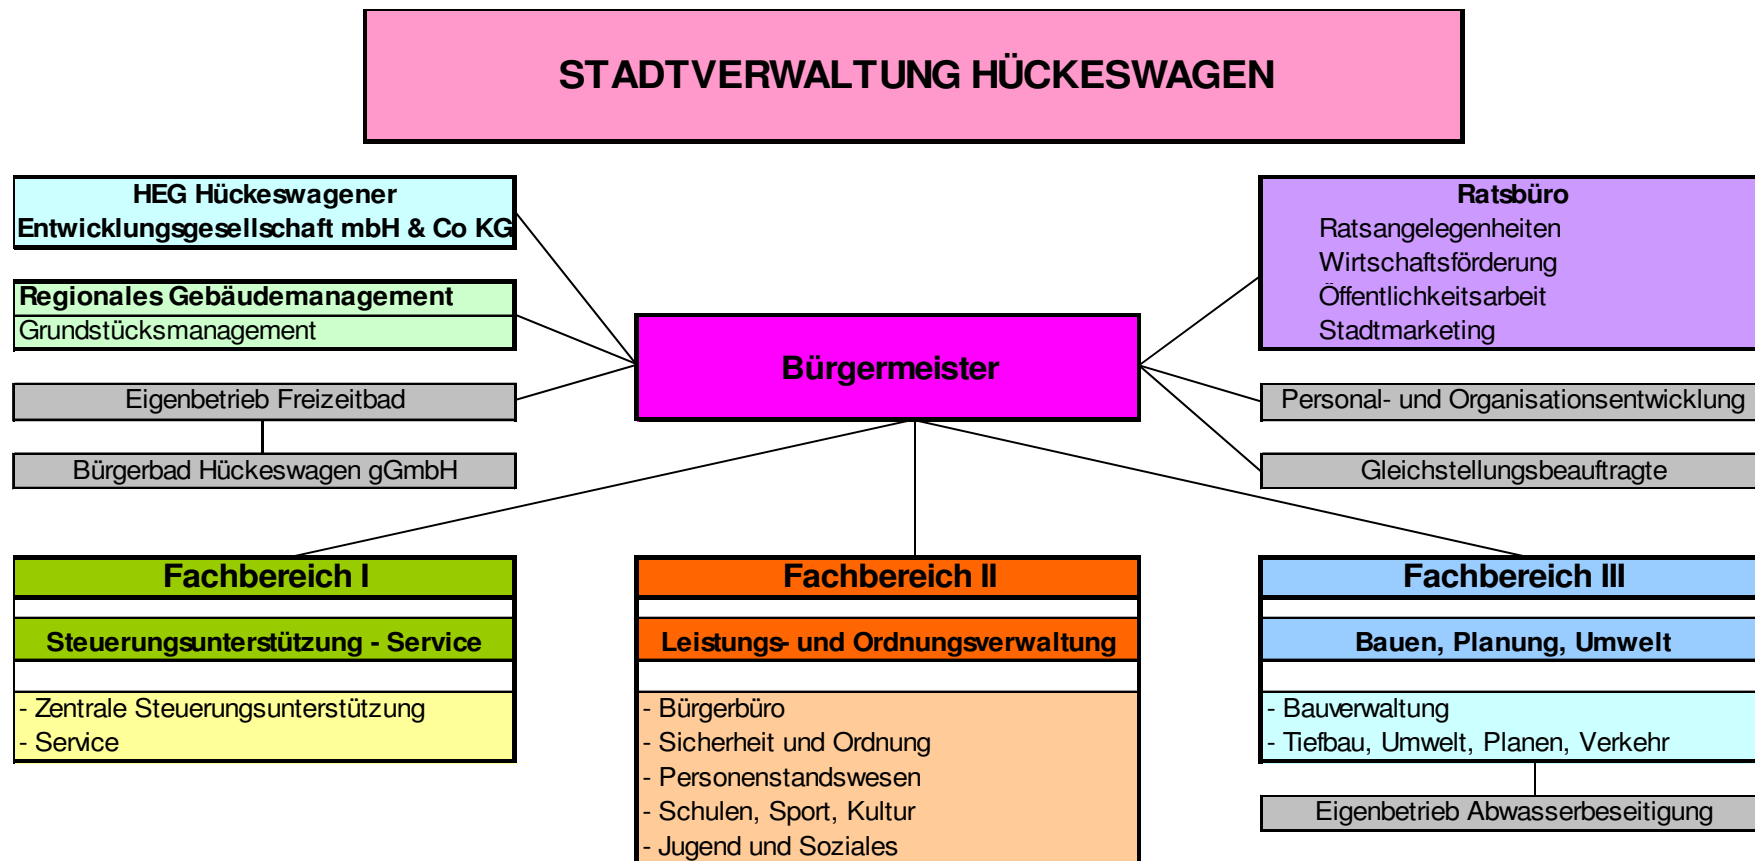 STADTVERWALTUNG HÜCKESWAGEN
HEG Hückeswagener
Entwicklungsgesellschaft mbH & Co KG
Regionales Gebäudemanagement
Grundstücksmanagement
Eigenbetrieb Freizeitbad
Bürgerbad Hückeswagen gGmbH
Bürgermeister
Ratsbüro
Ratsangelegenheiten
Wirtschaftsförderung
Öffentlichkeitsarbeit
Stadtmarketing
Personal- und Organisationsentwicklung
Gleichstellungsbeauftragte
Fachbereich I
Steuerungsunterstützung - Service
- Zentrale Steuerungsunterstützung
- Service
Fachbereich II
Leistungs- und Ordnungsverwaltung
- Bürgerbüro
- Sicherheit und Ordnung
- Personenstandswesen
- Schulen, Sport, Kultur
- Jugend und Soziales
Fachbereich III
Bauen, Planung, Umwelt
- Bauverwaltung
- Tiefbau, Umwelt, Planen, Verkehr
Eigenbetrieb Abwasserbeseitigung